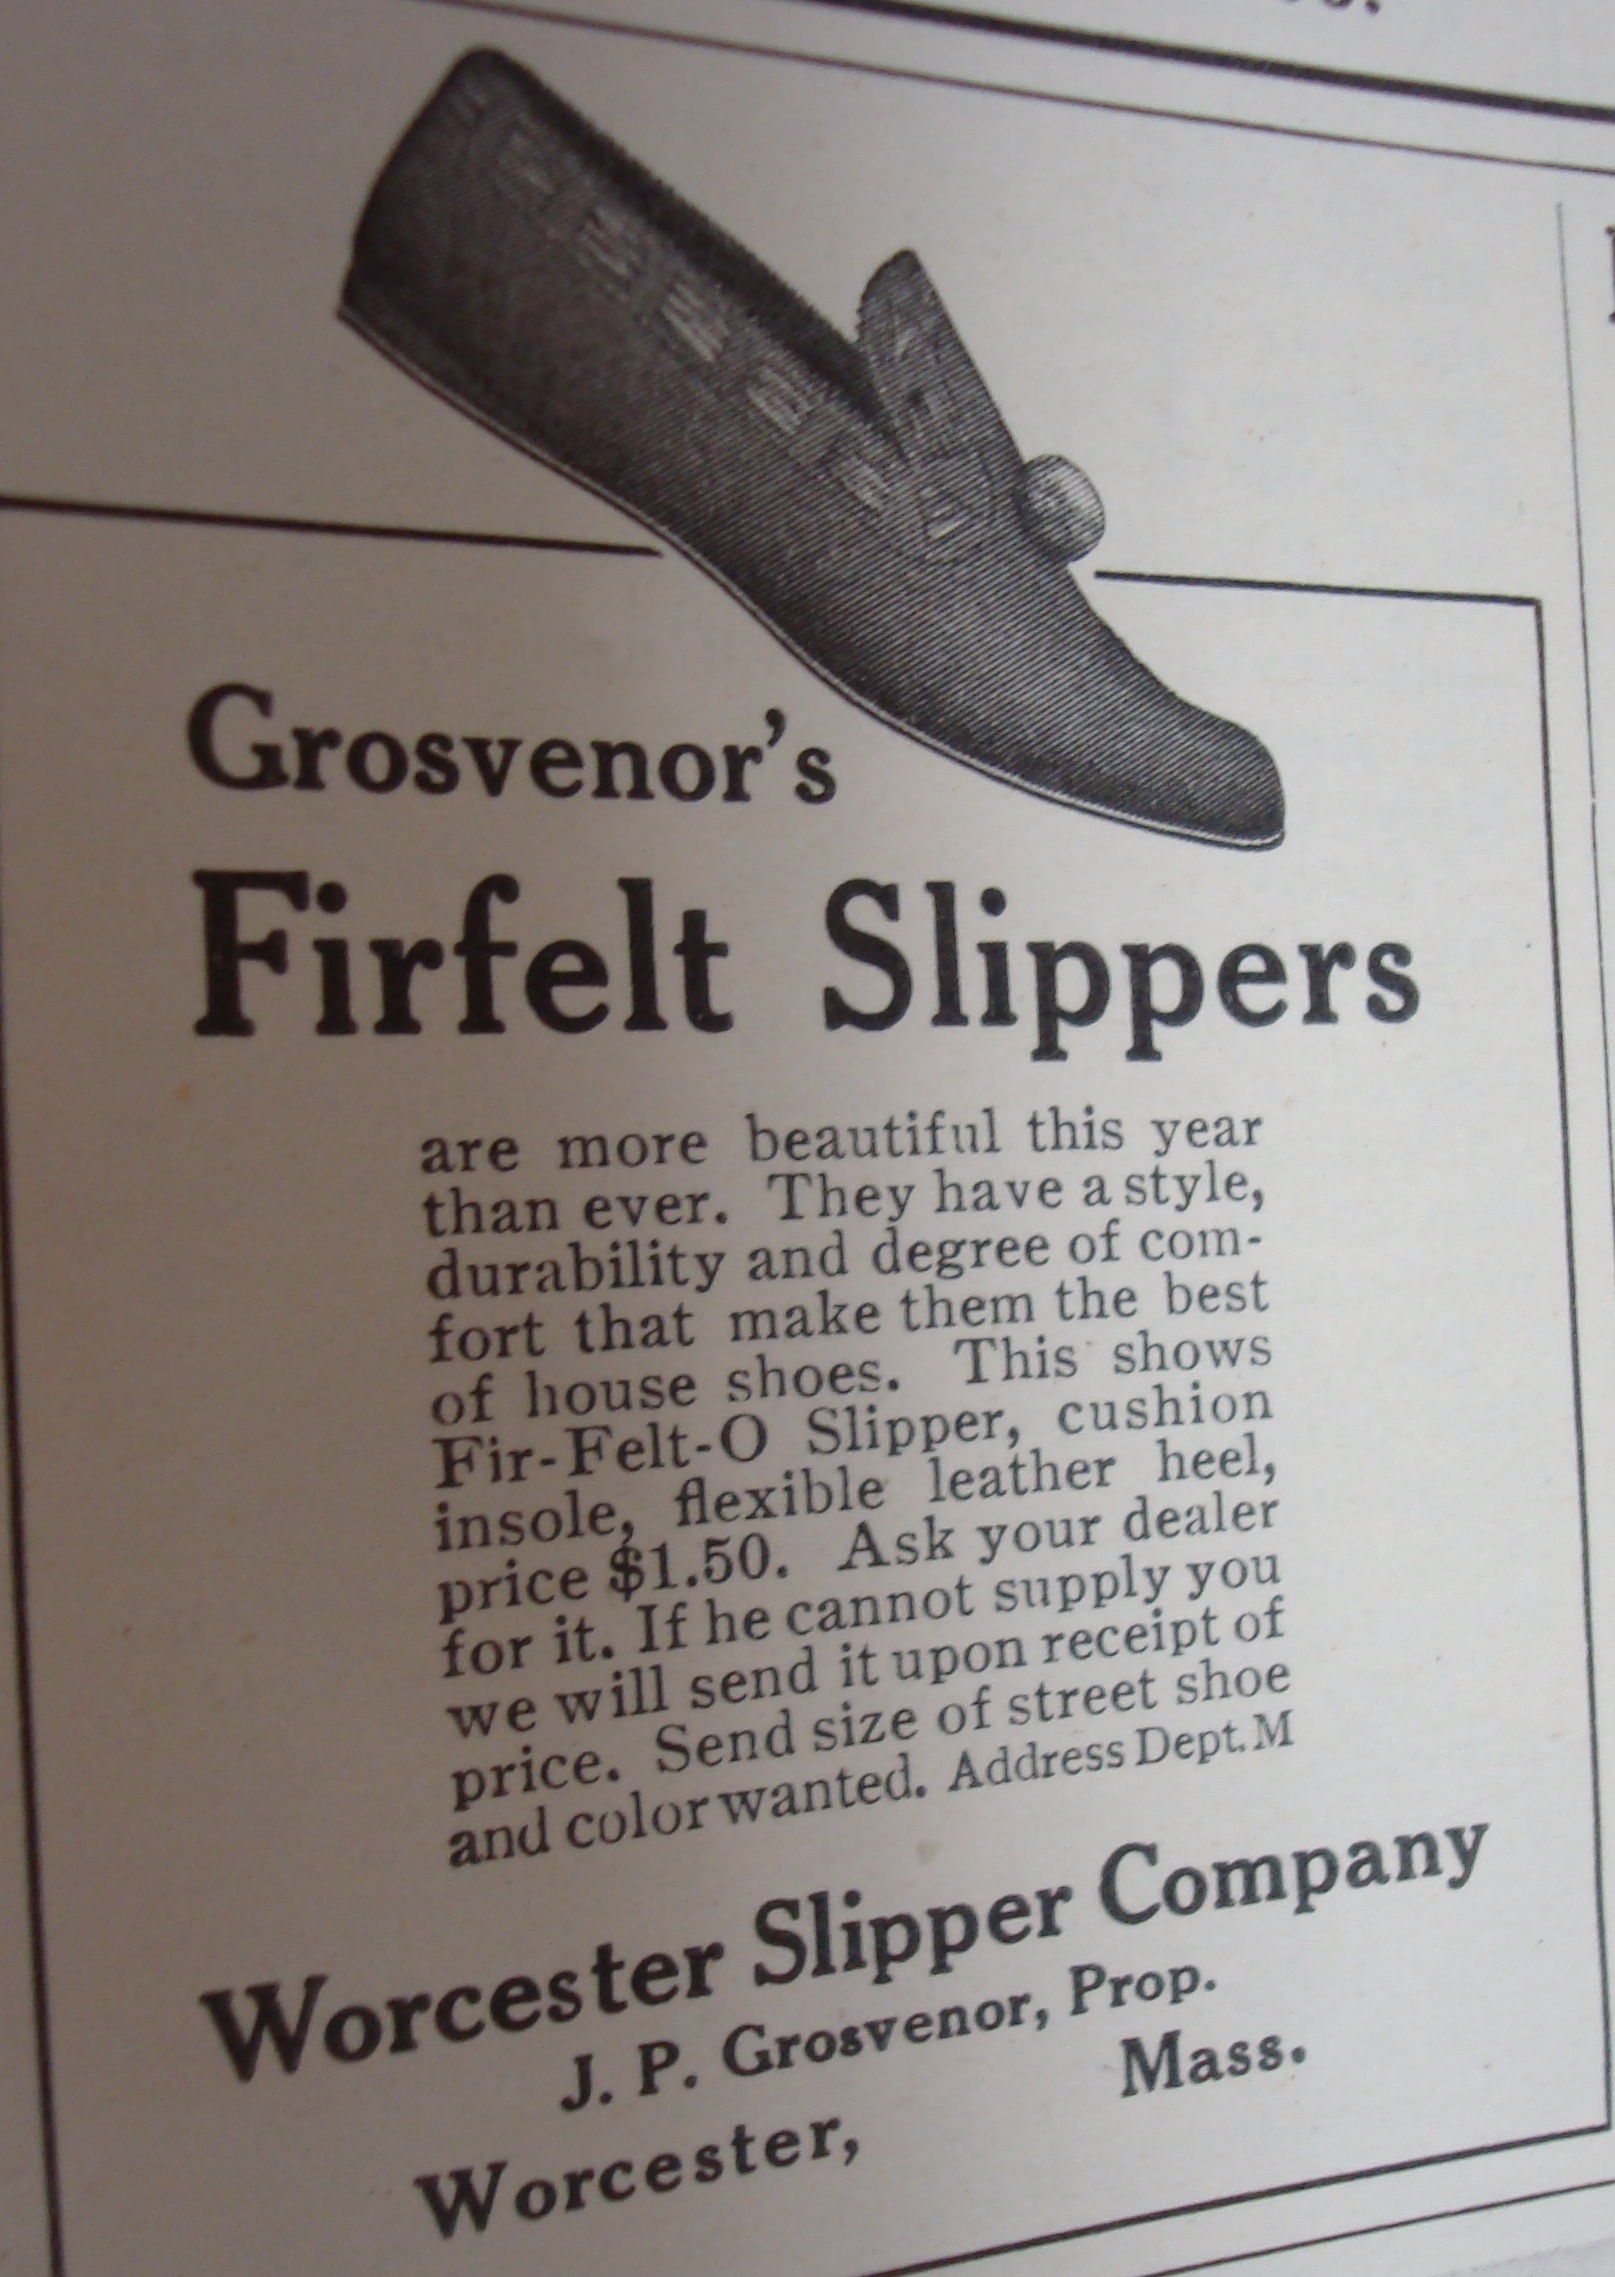 Grosvenor's
Firfelt Slippers
are more beautiful this year
than ever. They have a style,
durability and degree of com-
fort that make them the best
of house shoes. This shows
Fir-Felt-O Slipper, cushion
insole, flexible leather heel,
price $1.50. Ask your dealer
for it. If he cannot supply you
we will send it upon receipt of
price. Send size of street shoe
and color wanted. Address Dept. M
Worcester Slipper Company
J. P. Grosvenor, Prop.
Worcester, Mass.